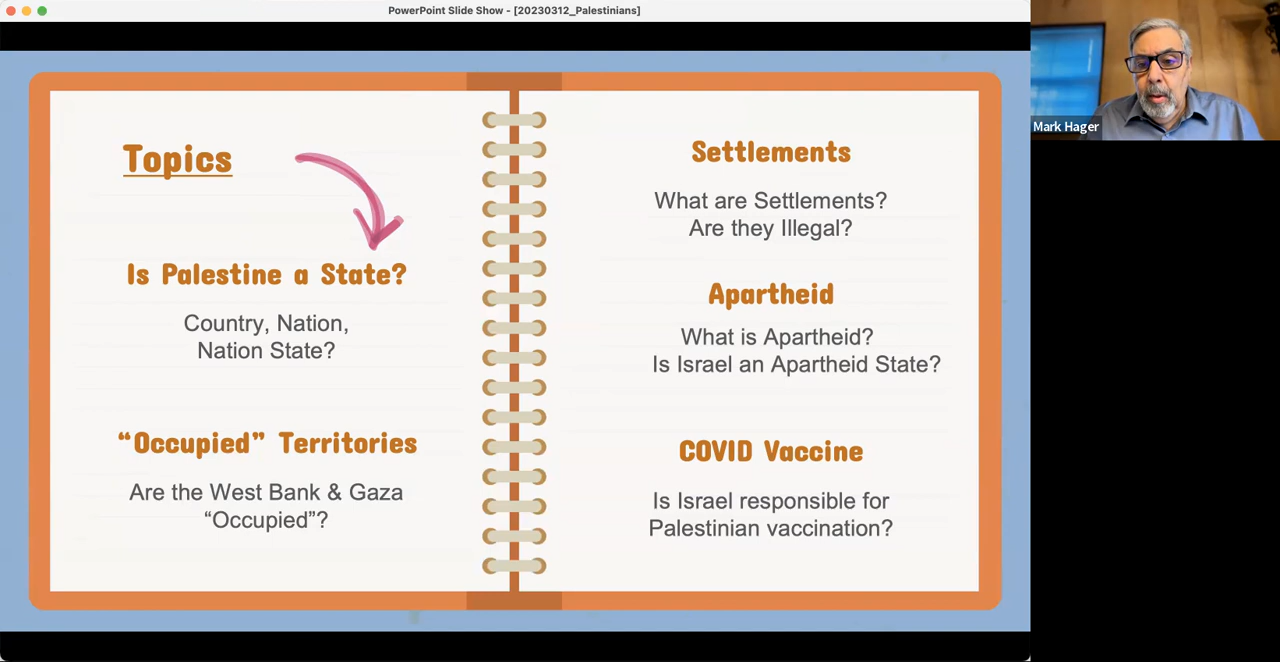 PowerPoint Slide Show - [20230312_Palestinians]
Topics
Is Palestine a State?
Country, Nation,
Nation State?
“Occupied” Territories
Are the West Bank & Gaza
“Occupied”?
Settlements
What are Settlements?
Are they Illegal?
Apartheid
What is Apartheid?
Is Israel an Apartheid State?
COVID Vaccine
Is Israel responsible for
Palestinian vaccination?
Mark Hager